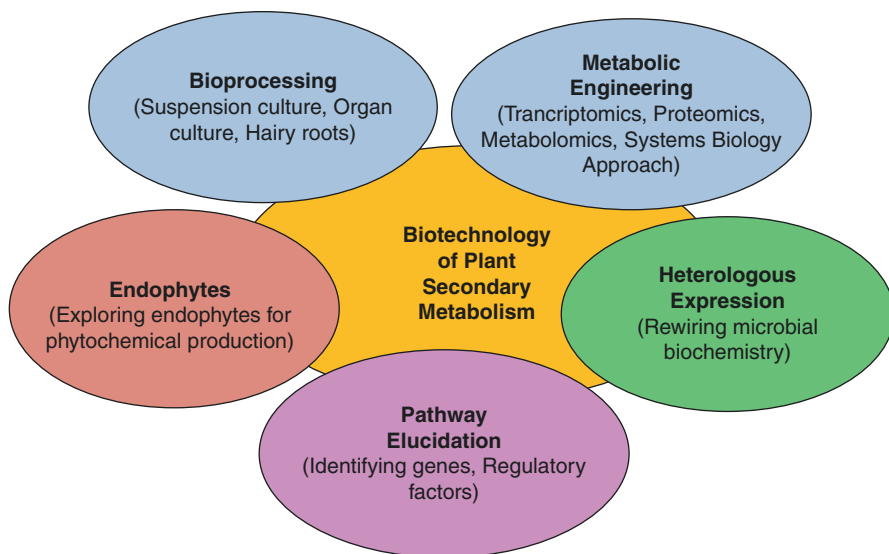 Bioprocessing
(Suspension culture, Organ
culture, Hairy roots)
Metabolic
Engineering
(Trancriptomics, Proteomics,
Metabolomics, Systems Biology
Approach)
Biotechnology
of Plant
Secondary
Metabolism
Endophytes
(Exploring endophytes for
phytochemical production)
Heterologous
Expression
(Rewiring microbial
biochemistry)
Pathway
Elucidation
(Identifying genes, Regulatory
factors)